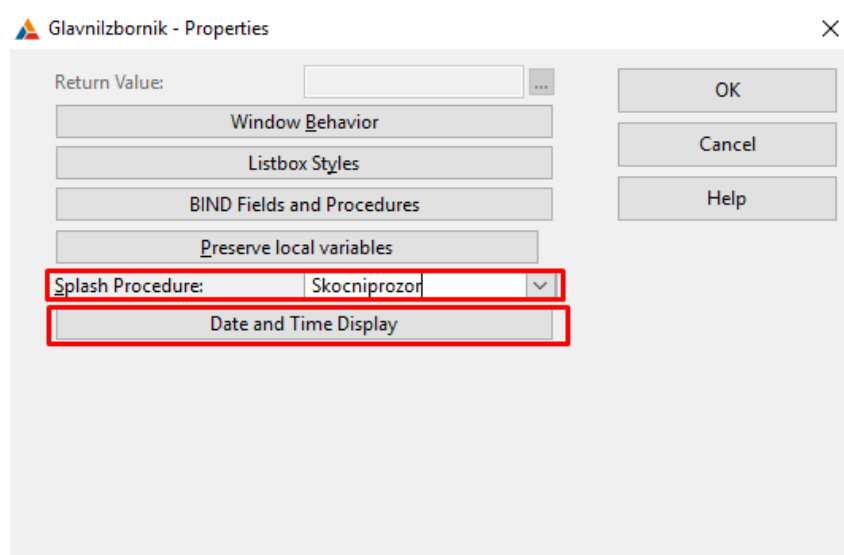 GlavniIzbornik - Properties
Return Value:
...
OK
Window Behavior
Cancel
Listbox Styles
Help
BIND Fields and Procedures
Preserve local variables
Splash Procedure: Skocniprozor
Date and Time Display